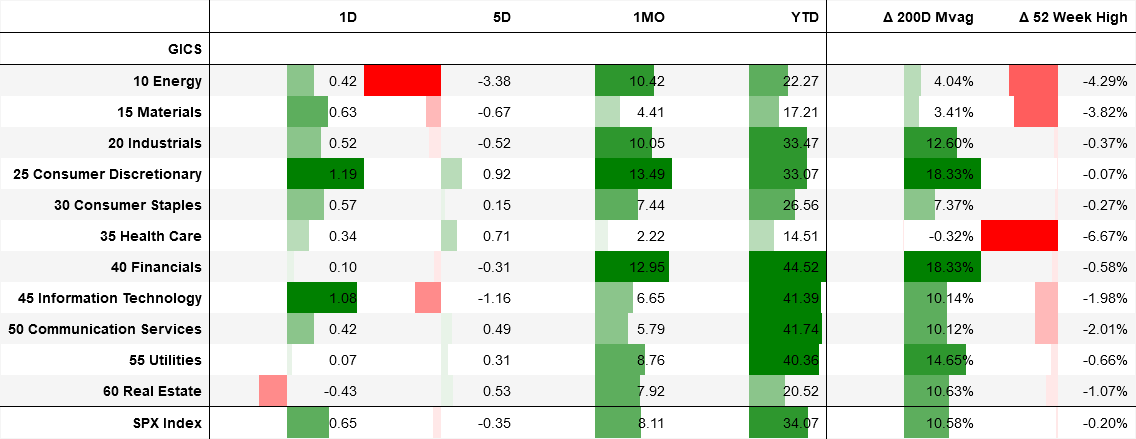 1D 5D 1MO YTD Δ 200D Mvag Δ 52 Week High
GICS
10 Energy 0.42 -3.38 10.42 22.27 4.04% -4.29%
15 Materials 0.63 -0.67 4.41 17.21 3.41% -3.82%
20 Industrials 0.52 -0.52 10.05 33.47 12.60% -0.37%
25 Consumer Discretionary 1.19 0.92 13.49 33.07 18.33% -0.07%
30 Consumer Staples 0.57 0.15 7.44 26.56 7.37% -0.27%
35 Health Care 0.34 0.71 2.22 14.51 -0.32% -6.67%
40 Financials 0.10 -0.31 12.95 44.52 18.33% -0.58%
45 Information Technology 1.08 -1.16 6.65 41.39 10.14% -1.98%
50 Communication Services 0.42 0.49 5.79 41.74 10.12% -2.01%
55 Utilities 0.07 0.31 8.76 40.36 14.65% -0.66%
60 Real Estate -0.43 0.53 7.92 20.52 10.63% -1.07%
SPX Index 0.65 -0.35 8.11 34.07 10.58% -0.20%